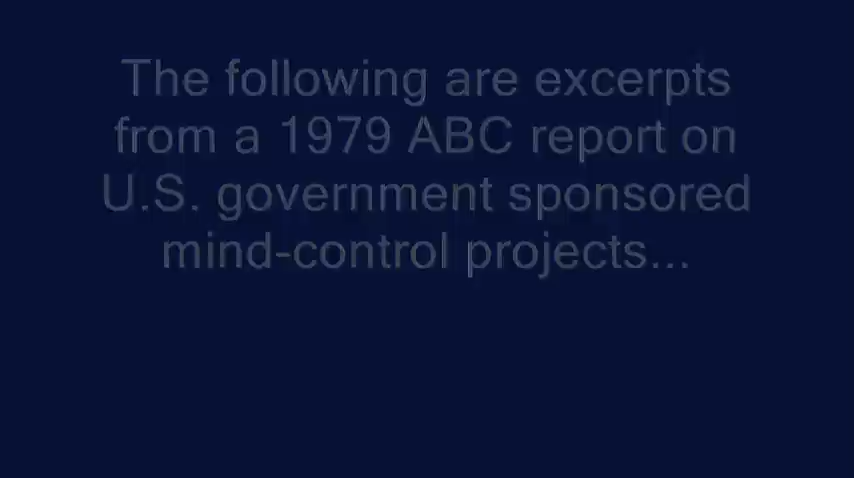 The following are excerpts
from a 1979 ABC report on
U.S. government sponsored
mind-control projects...